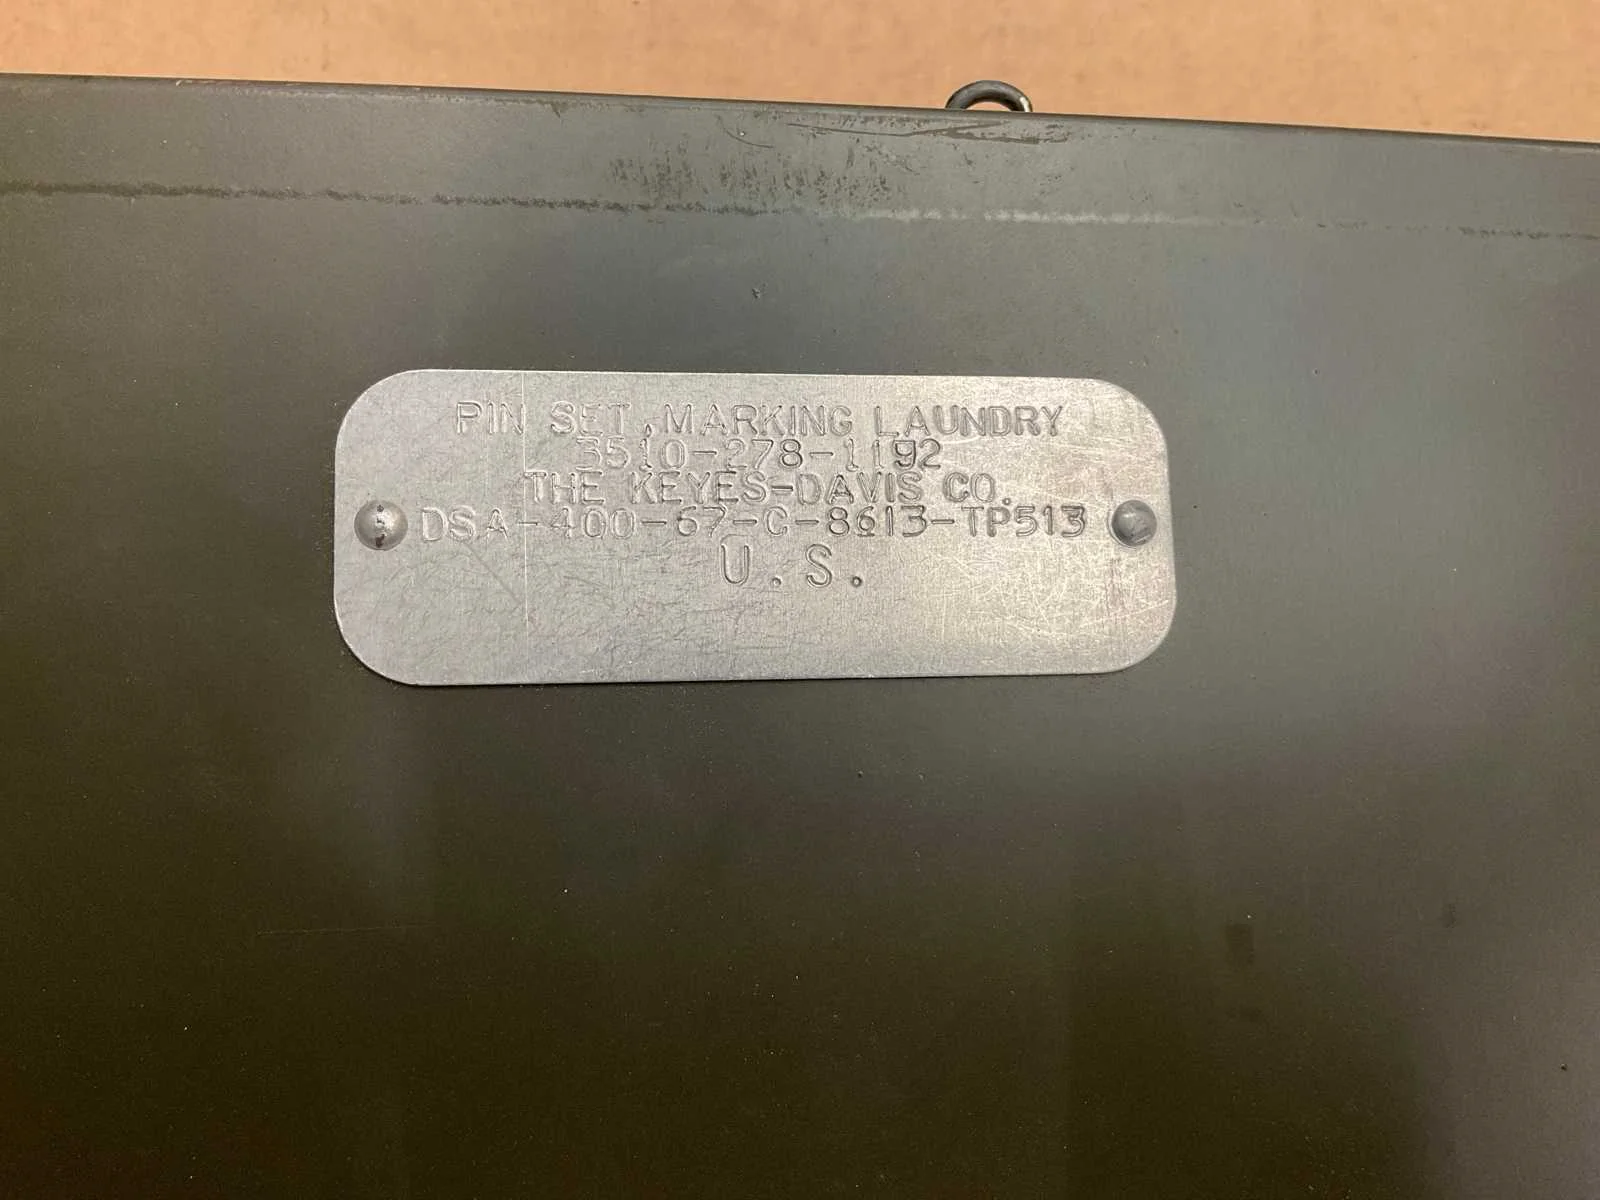 PIN SET, MARKING LAUNDRY
3510-278-1192
THE KEYES-DAVIS CO.
DSA-400-67-C-8613-TP513
U.S.